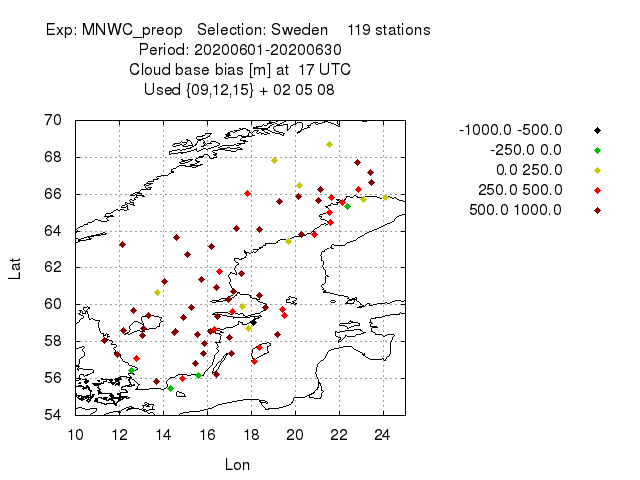 Exp: MNWC_preop Selection: Sweden 119 stations
Period: 20200601-20200630
Cloud base bias [m] at 17 UTC
Used {09,12,15} + 02 05 08
-1000.0 -500.0
-250.0 0.0
0.0 250.0
250.0 500.0
500.0 1000.0
70
68
66
64
62
60
58
56
54
Lat
10 12 14 16 18 20 22 24
Lon